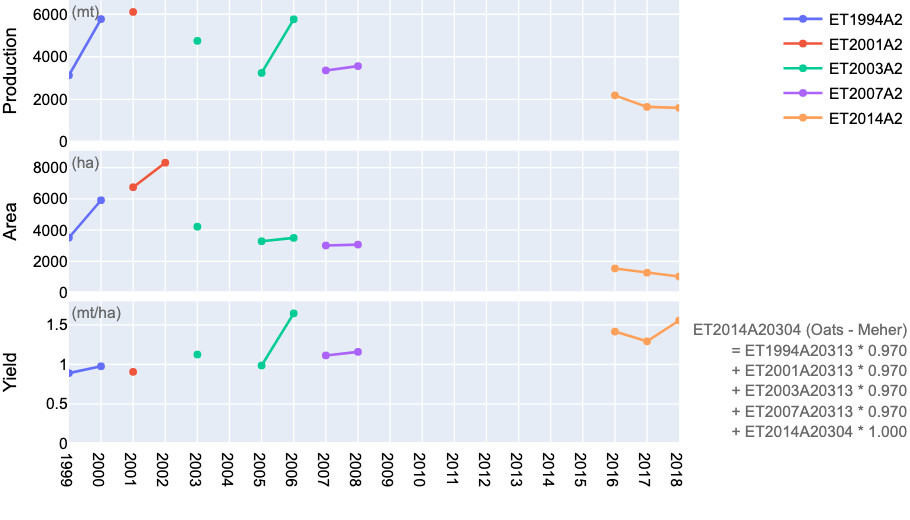 Production
(mt)
6000
4000
2000
0
ET1994A2
ET2001A2
ET2003A2
ET2007A2
ET2014A2
Area
(ha)
8000
6000
4000
2000
0
Yield
(mt/ha)
1.5
1
0.5
0
ET2014A20304 (Oats - Meher)
= ET1994A20313 * 0.970
+ ET2001A20313 * 0.970
+ ET2003A20313 * 0.970
+ ET2007A20313 * 0.970
+ ET2014A20304 * 1.000
1999
2000
2001
2002
2003
2004
2005
2006
2007
2008
2009
2010
2011
2012
2013
2014
2015
2016
2017
2018